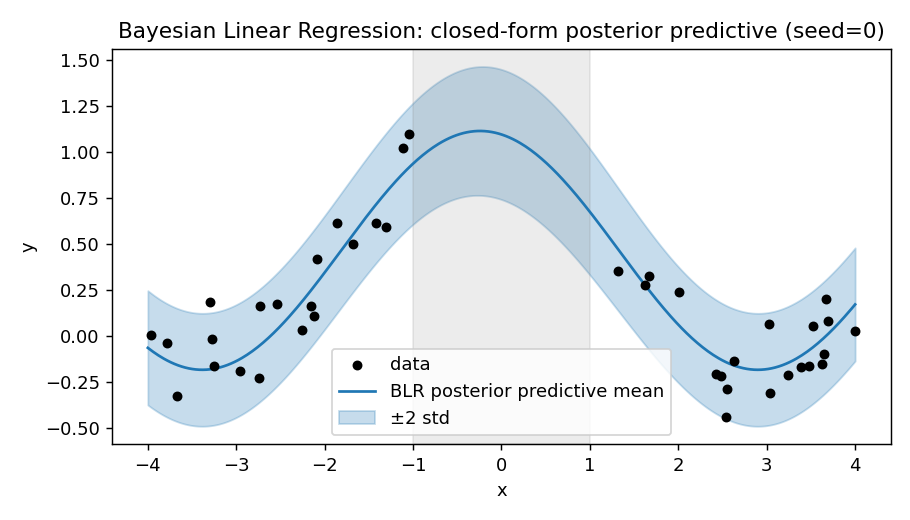 Bayesian Linear Regression: closed-form posterior predictive (seed=0)
1.50
1.25
1.00
0.75
0.50
0.25
0.00
−0.25
−0.50
y
data
BLR posterior predictive mean
±2 std
−4 −3 −2 −1 0 1 2 3 4
x